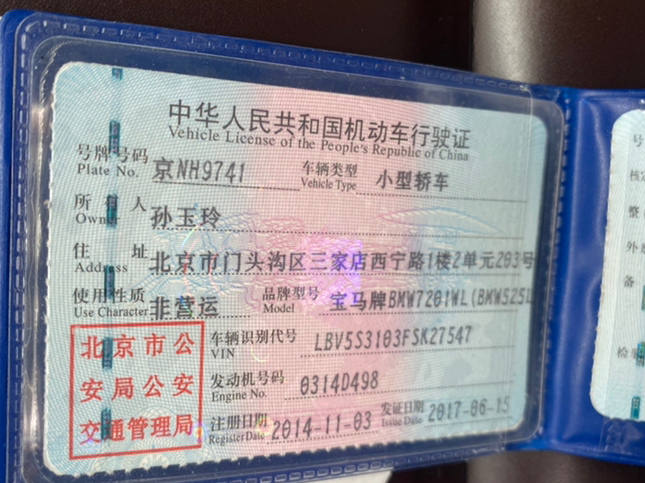 中华人民共和国机动车行驶证
Vehicle License of the People's Republic of China
号牌号码 京NH9741 车辆类型 小型轿车
Plate No. Vehicle Type
所有人 孙玉玲
Owner
住址 北京市门头沟区三家店西宁路1楼2单元203号
Address
使用性质 非营运 品牌型号 宝马牌BMW7201WL(BMW525L
Use Character Model
北京市公
安局公安
交通管理局
车辆识别代号 LBV5S3103FSK27547
VIN
发动机号码 0314D498
Engine No.
注册日期 2014-11-03 发证日期 2017-06-15
Register Date Issue Date
号
核定
整
外
备
检